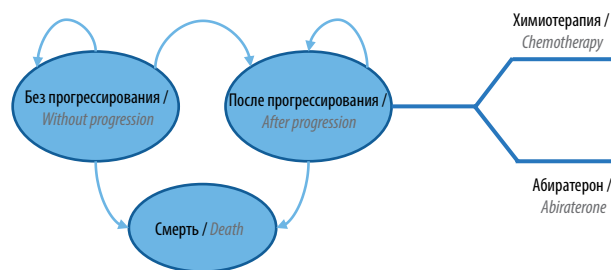 Химиотерапия /
Chemotherapy
Без прогрессирования /
Without progression
После прогрессирования /
After progression
Абиратерон /
Abiraterone
Смерть / Death